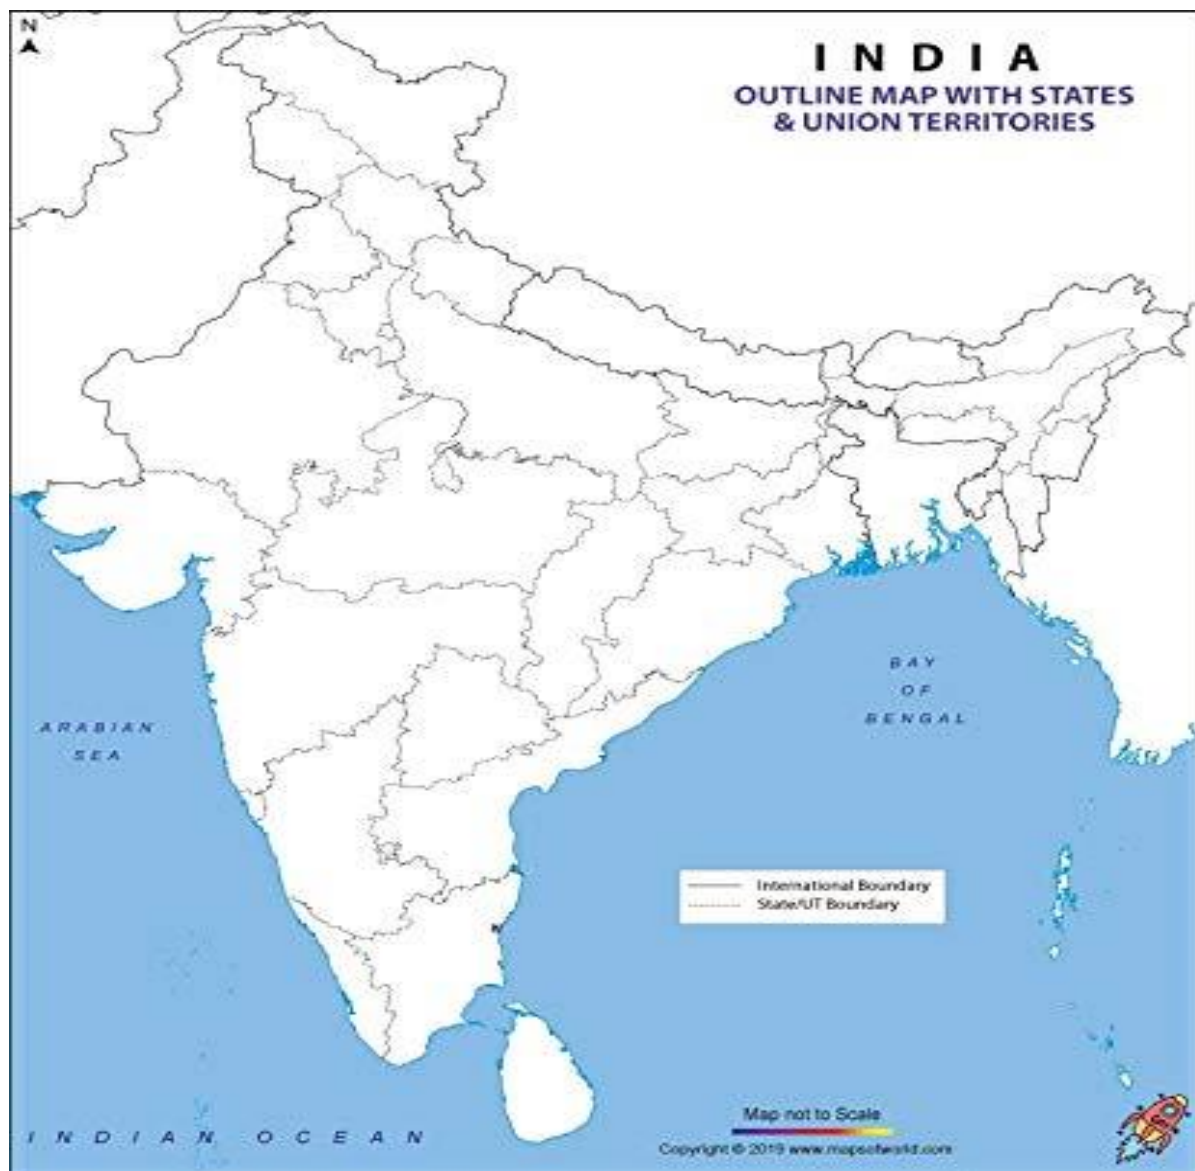 N
INDIA
OUTLINE MAP WITH STATES
& UNION TERRITORIES
BAY
OF
BENGAL
ARABIAN
SEA
International Boundary
State/UT Boundary
Map not to Scale
INDIAN OCEAN
Copyright © 2019 www.mapsofworld.com